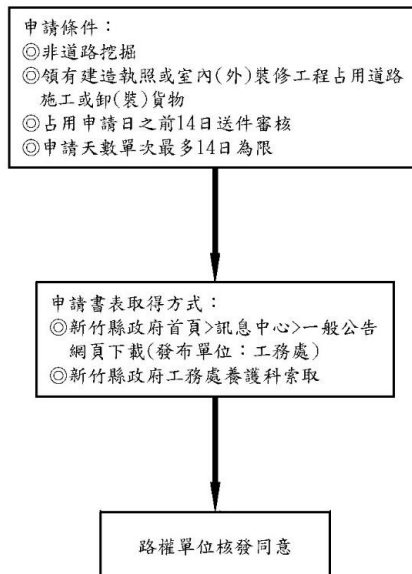 申請條件：
◎非道路挖掘
◎領有建造執照或室內(外)裝修工程占用道路
施工或卸(裝)貨物
◎占用申請日之前14日送件審核
◎申請天數單次最多14日為限
申請書表取得方式：
◎新竹縣政府首頁>訊息中心>一般公告
網頁下載(發布單位：工務處)
◎新竹縣政府工務處養護科索取
路權單位核發同意